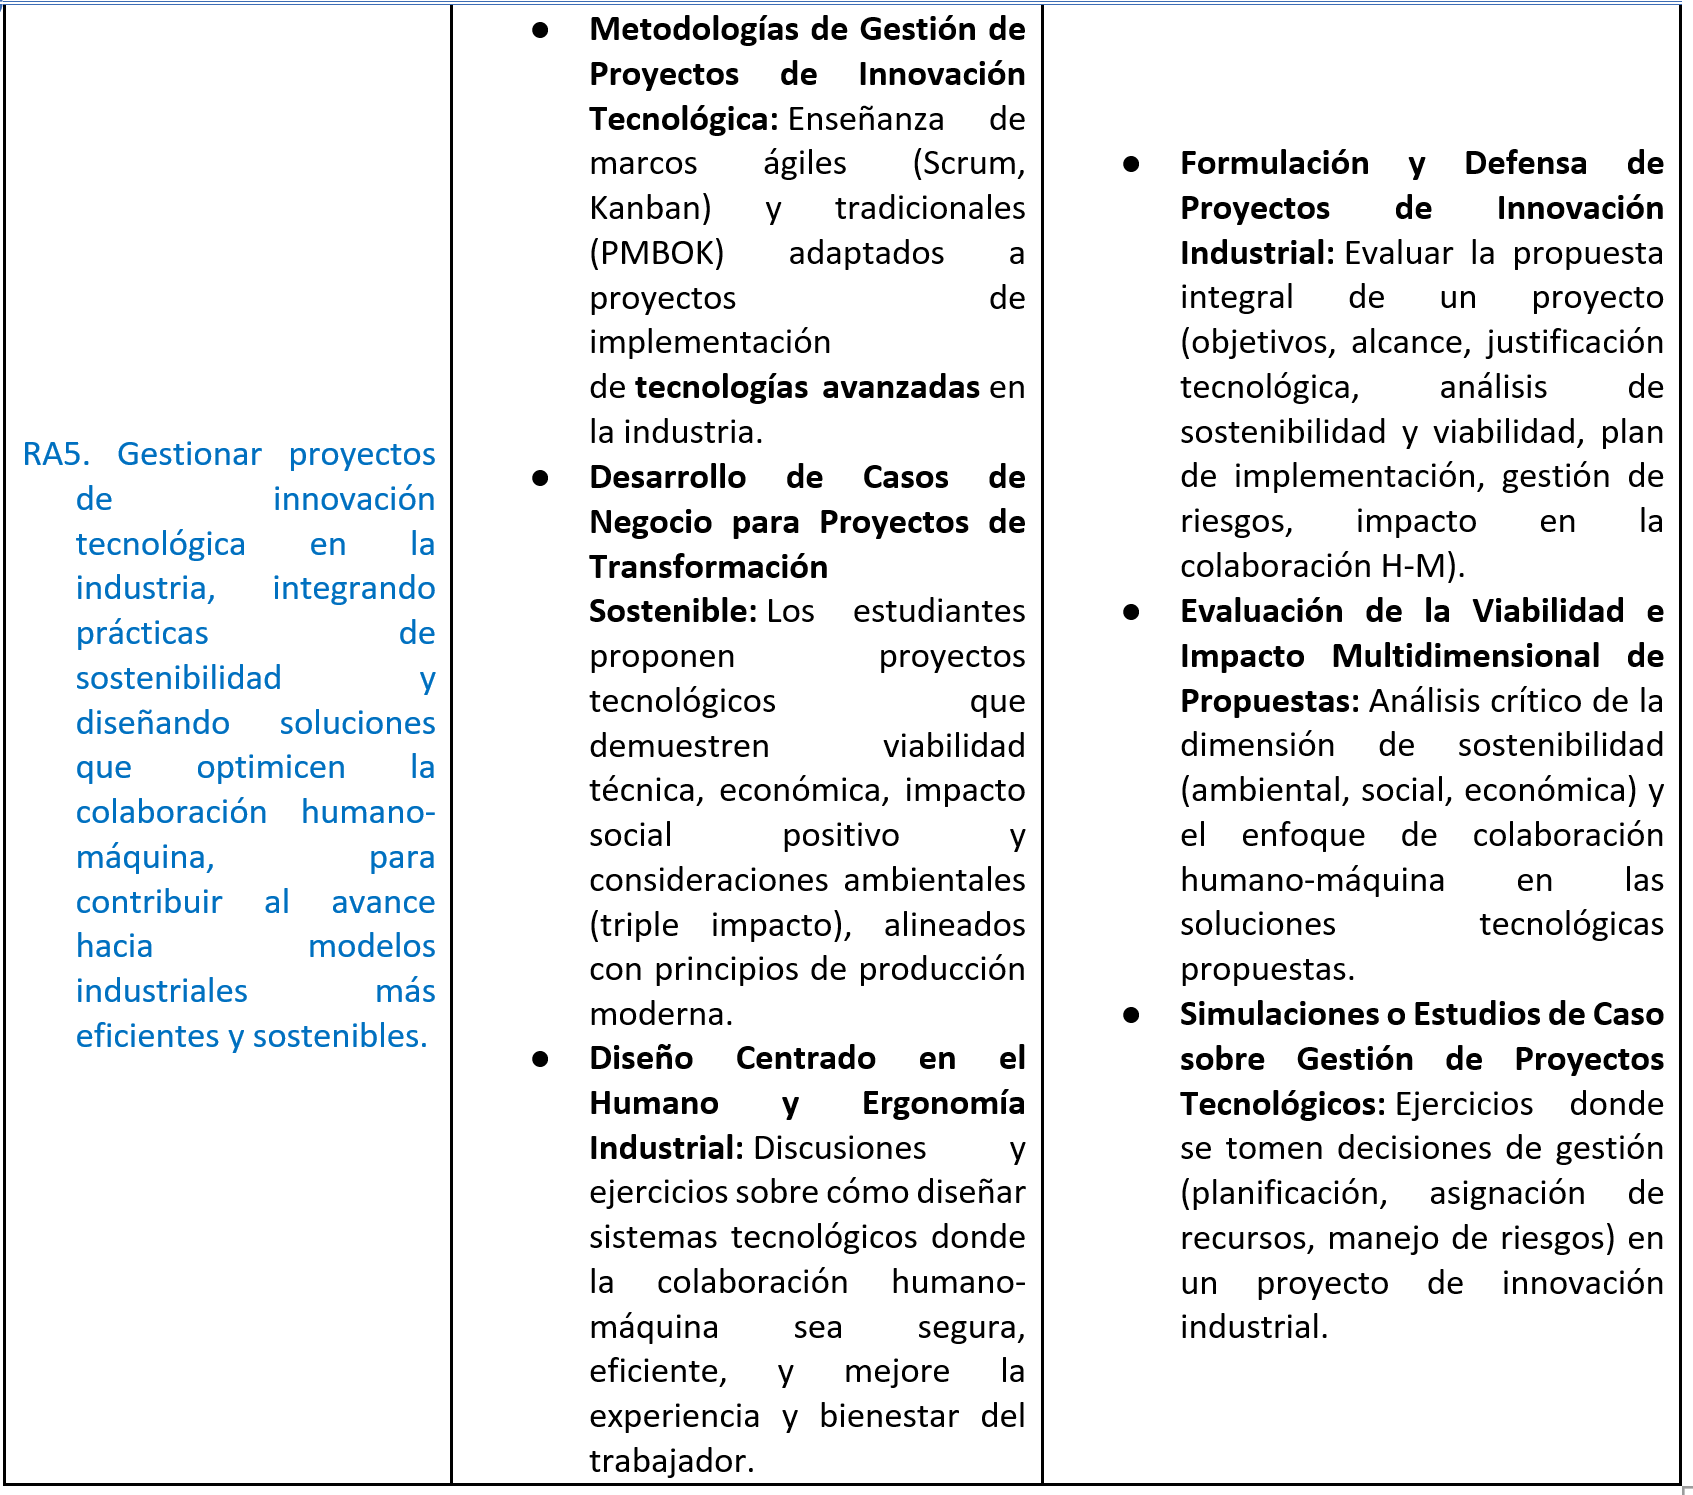 RA5. Gestionar proyectos
de innovación
tecnológica en la
industria, integrando
prácticas de
sostenibilidad y
diseñando soluciones
que optimicen la
colaboración humano-
máquina, para
contribuir al avance
hacia modelos
industriales más
eficientes y sostenibles.
● Metodologías de Gestión de
Proyectos de Innovación
Tecnológica: Enseñanza de
marcos ágiles (Scrum,
Kanban) y tradicionales
(PMBOK) adaptados a
proyectos de
implementación
de tecnologías avanzadas en
la industria.
● Desarrollo de Casos de
Negocio para Proyectos de
Transformación
Sostenible: Los estudiantes
proponen proyectos
tecnológicos que
demuestren viabilidad
técnica, económica, impacto
social positivo y
consideraciones ambientales
(triple impacto), alineados
con principios de producción
moderna.
● Diseño Centrado en el
Humano y Ergonomía
Industrial: Discusiones y
ejercicios sobre cómo diseñar
sistemas tecnológicos donde
la colaboración humano-
máquina sea segura,
eficiente, y mejore la
experiencia y bienestar del
trabajador.
● Formulación y Defensa de
Proyectos de Innovación
Industrial: Evaluar la propuesta
integral de un proyecto
(objetivos, alcance, justificación
tecnológica, análisis de
sostenibilidad y viabilidad, plan
de implementación, gestión de
riesgos, impacto en la
colaboración H-M).
● Evaluación de la Viabilidad e
Impacto Multidimensional de
Propuestas: Análisis crítico de la
dimensión de sostenibilidad
(ambiental, social, económica) y
el enfoque de colaboración
humano-máquina en las
soluciones tecnológicas
propuestas.
● Simulaciones o Estudios de Caso
sobre Gestión de Proyectos
Tecnológicos: Ejercicios donde
se tomen decisiones de gestión
(planificación, asignación de
recursos, manejo de riesgos) en
un proyecto de innovación
industrial.